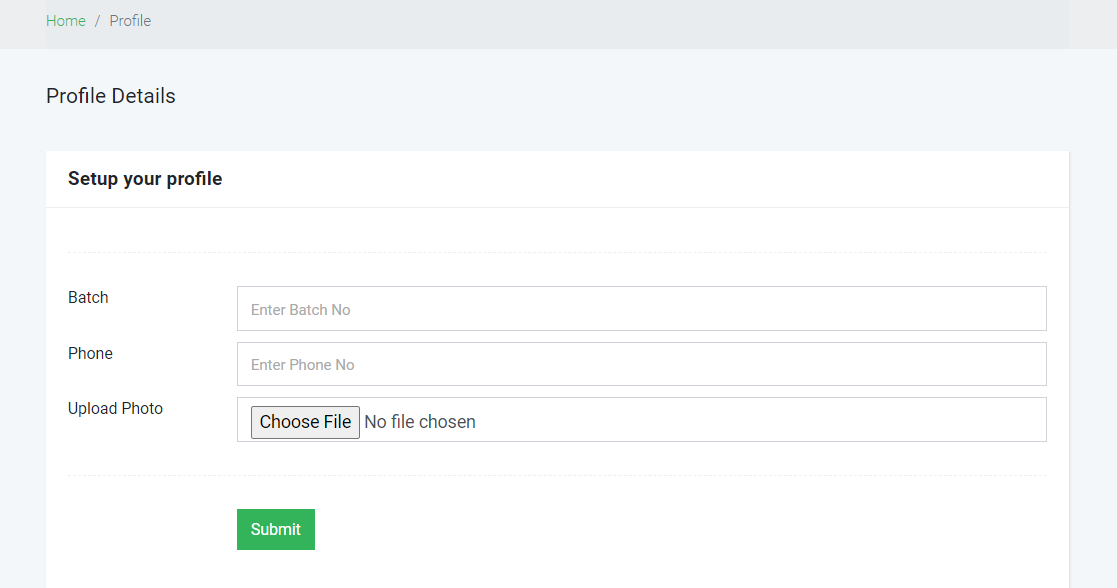 Home / Profile
Profile Details
Setup your profile
Batch
Enter Batch No
Phone
Enter Phone No
Upload Photo
Choose File No file chosen
Submit